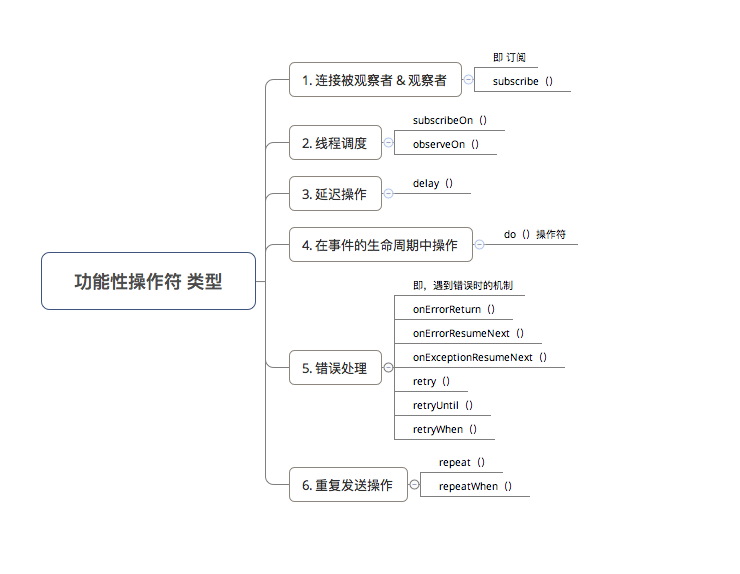 功能性操作符 类型
1. 连接被观察者 & 观察者
即 订阅
subscribe（）
2. 线程调度
subscribeOn（）
observeOn（）
3. 延迟操作
delay（）
4. 在事件的生命周期中操作
do（）操作符
5. 错误处理
即，遇到错误时的机制
onErrorReturn（）
onErrorResumeNext（）
onExceptionResumeNext（）
retry（）
retryUntil（）
retryWhen（）
6. 重复发送操作
repeat（）
repeatWhen（）